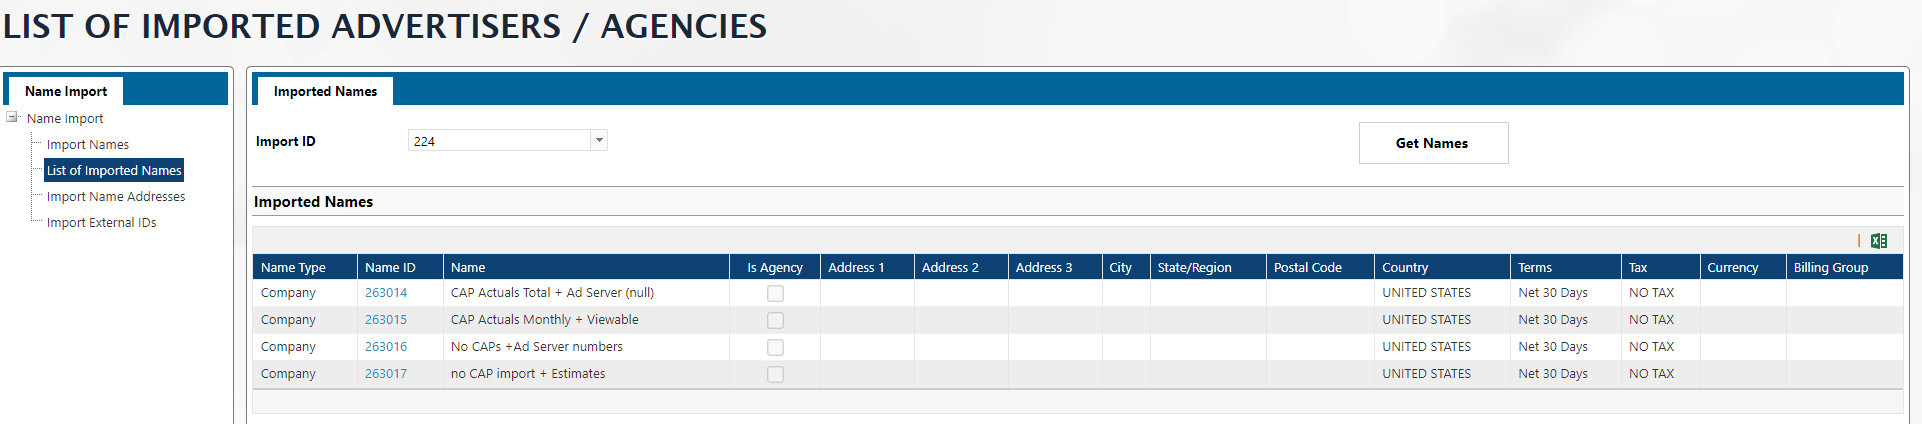 LIST OF IMPORTED ADVERTISERS / AGENCIES
Name Import
Name Import
Import Names
List of Imported Names
Import Name Addresses
Import External IDs
Imported Names
Import ID 224 Get Names
Imported Names
Name Type Name ID Name Is Agency Address 1 Address 2 Address 3 City State/Region Postal Code Country Terms Tax Currency Billing Group
Company 263014 CAP Actuals Total + Ad Server (null) UNITED STATES Net 30 Days NO TAX
Company 263015 CAP Actuals Monthly + Viewable UNITED STATES Net 30 Days NO TAX
Company 263016 No CAPs +Ad Server numbers UNITED STATES Net 30 Days NO TAX
Company 263017 no CAP import + Estimates UNITED STATES Net 30 Days NO TAX